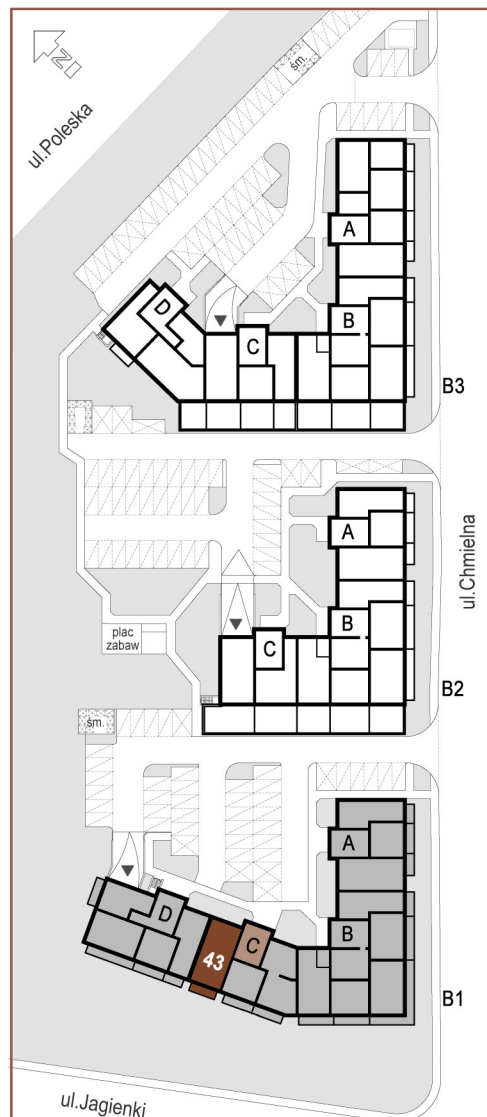 N
śm.
ul.Poleska
A
D
B
C
B3
A
ul.Chmielna
B
plac
zabaw
C
B2
śm.
A
D
B
43
C
B1
ul.Jagienki